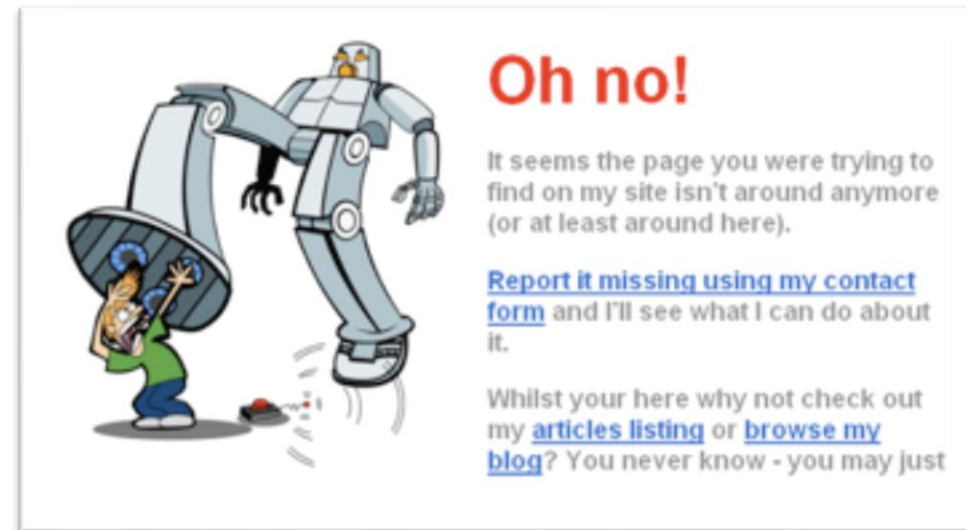 Oh no!
It seems the page you were trying to
find on my site isn't around anymore
(or at least around here).
Report it missing using my contact
form and I'll see what I can do about
it.
Whilst your here why not check out
my articles listing or browse my
blog? You never know - you may just